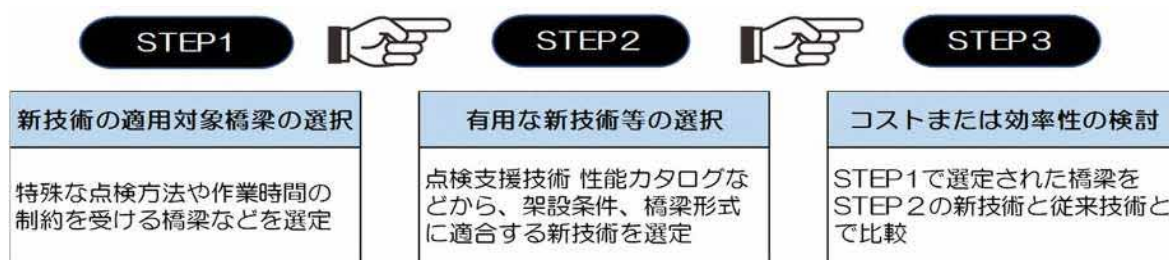 STEP1
STEP2
STEP3
新技術の適用対象橋梁の選択
特殊な点検方法や作業時間の
制約を受ける橋梁などを選定
有用な新技術等の選択
点検支援技術 性能カタログな
どから、架設条件、橋梁形式
に適合する新技術を選定
コストまたは効率性の検討
STEP1で選定された橋梁を
STEP2の新技術と従来技術と
で比較